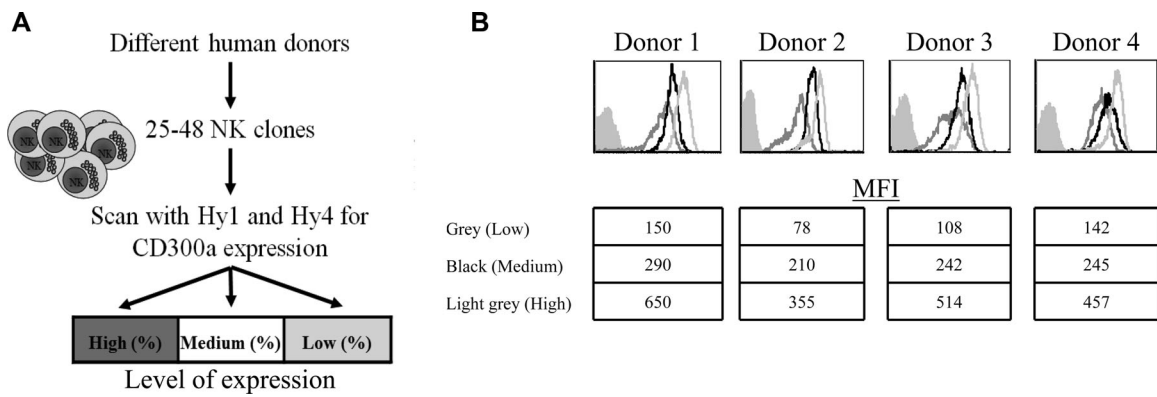 A
Different human donors
25-48 NK clones
NK
NK
NK
NK
NK
Scan with Hy1 and Hy4 for
CD300a expression
High (%) Medium (%) Low (%)
Level of expression
B
Donor 1 Donor 2 Donor 3 Donor 4
MFI
Grey (Low) 150 78 108 142
Black (Medium) 290 210 242 245
Light grey (High) 650 355 514 457